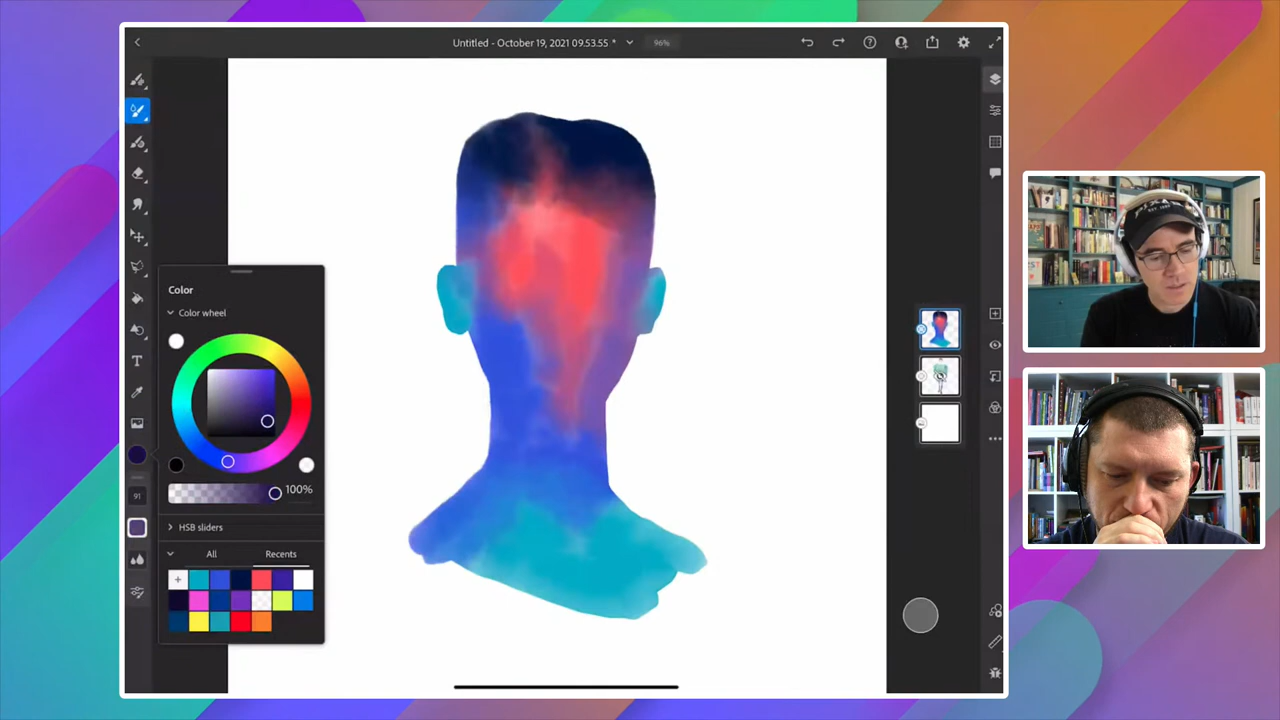 Untitled - October 19, 2021 09.53.55 *
96%
Color
Color wheel
100%
HSB sliders
All
Recents
T
91